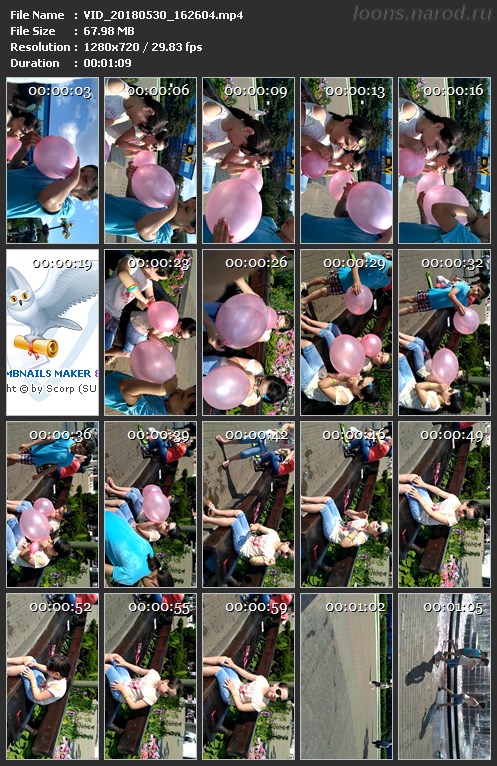 loons.narod.ru
File Name : VID_20180530_162604.mp4
File Size : 67.98 MB
Resolution : 1280x720 / 29.83 fps
Duration : 00:01:09
00:00:03 00:00:06 00:00:09 00:00:13 00:00:16
00:00:19 00:00:23 00:00:26 00:00:29 00:00:32
MBNAILS MAKER 8
ht © by Scorp (SU
00:00:36 00:00:39 00:00:42 00:00:46 00:00:49
00:00:52 00:00:55 00:00:59 00:01:02 00:01:05